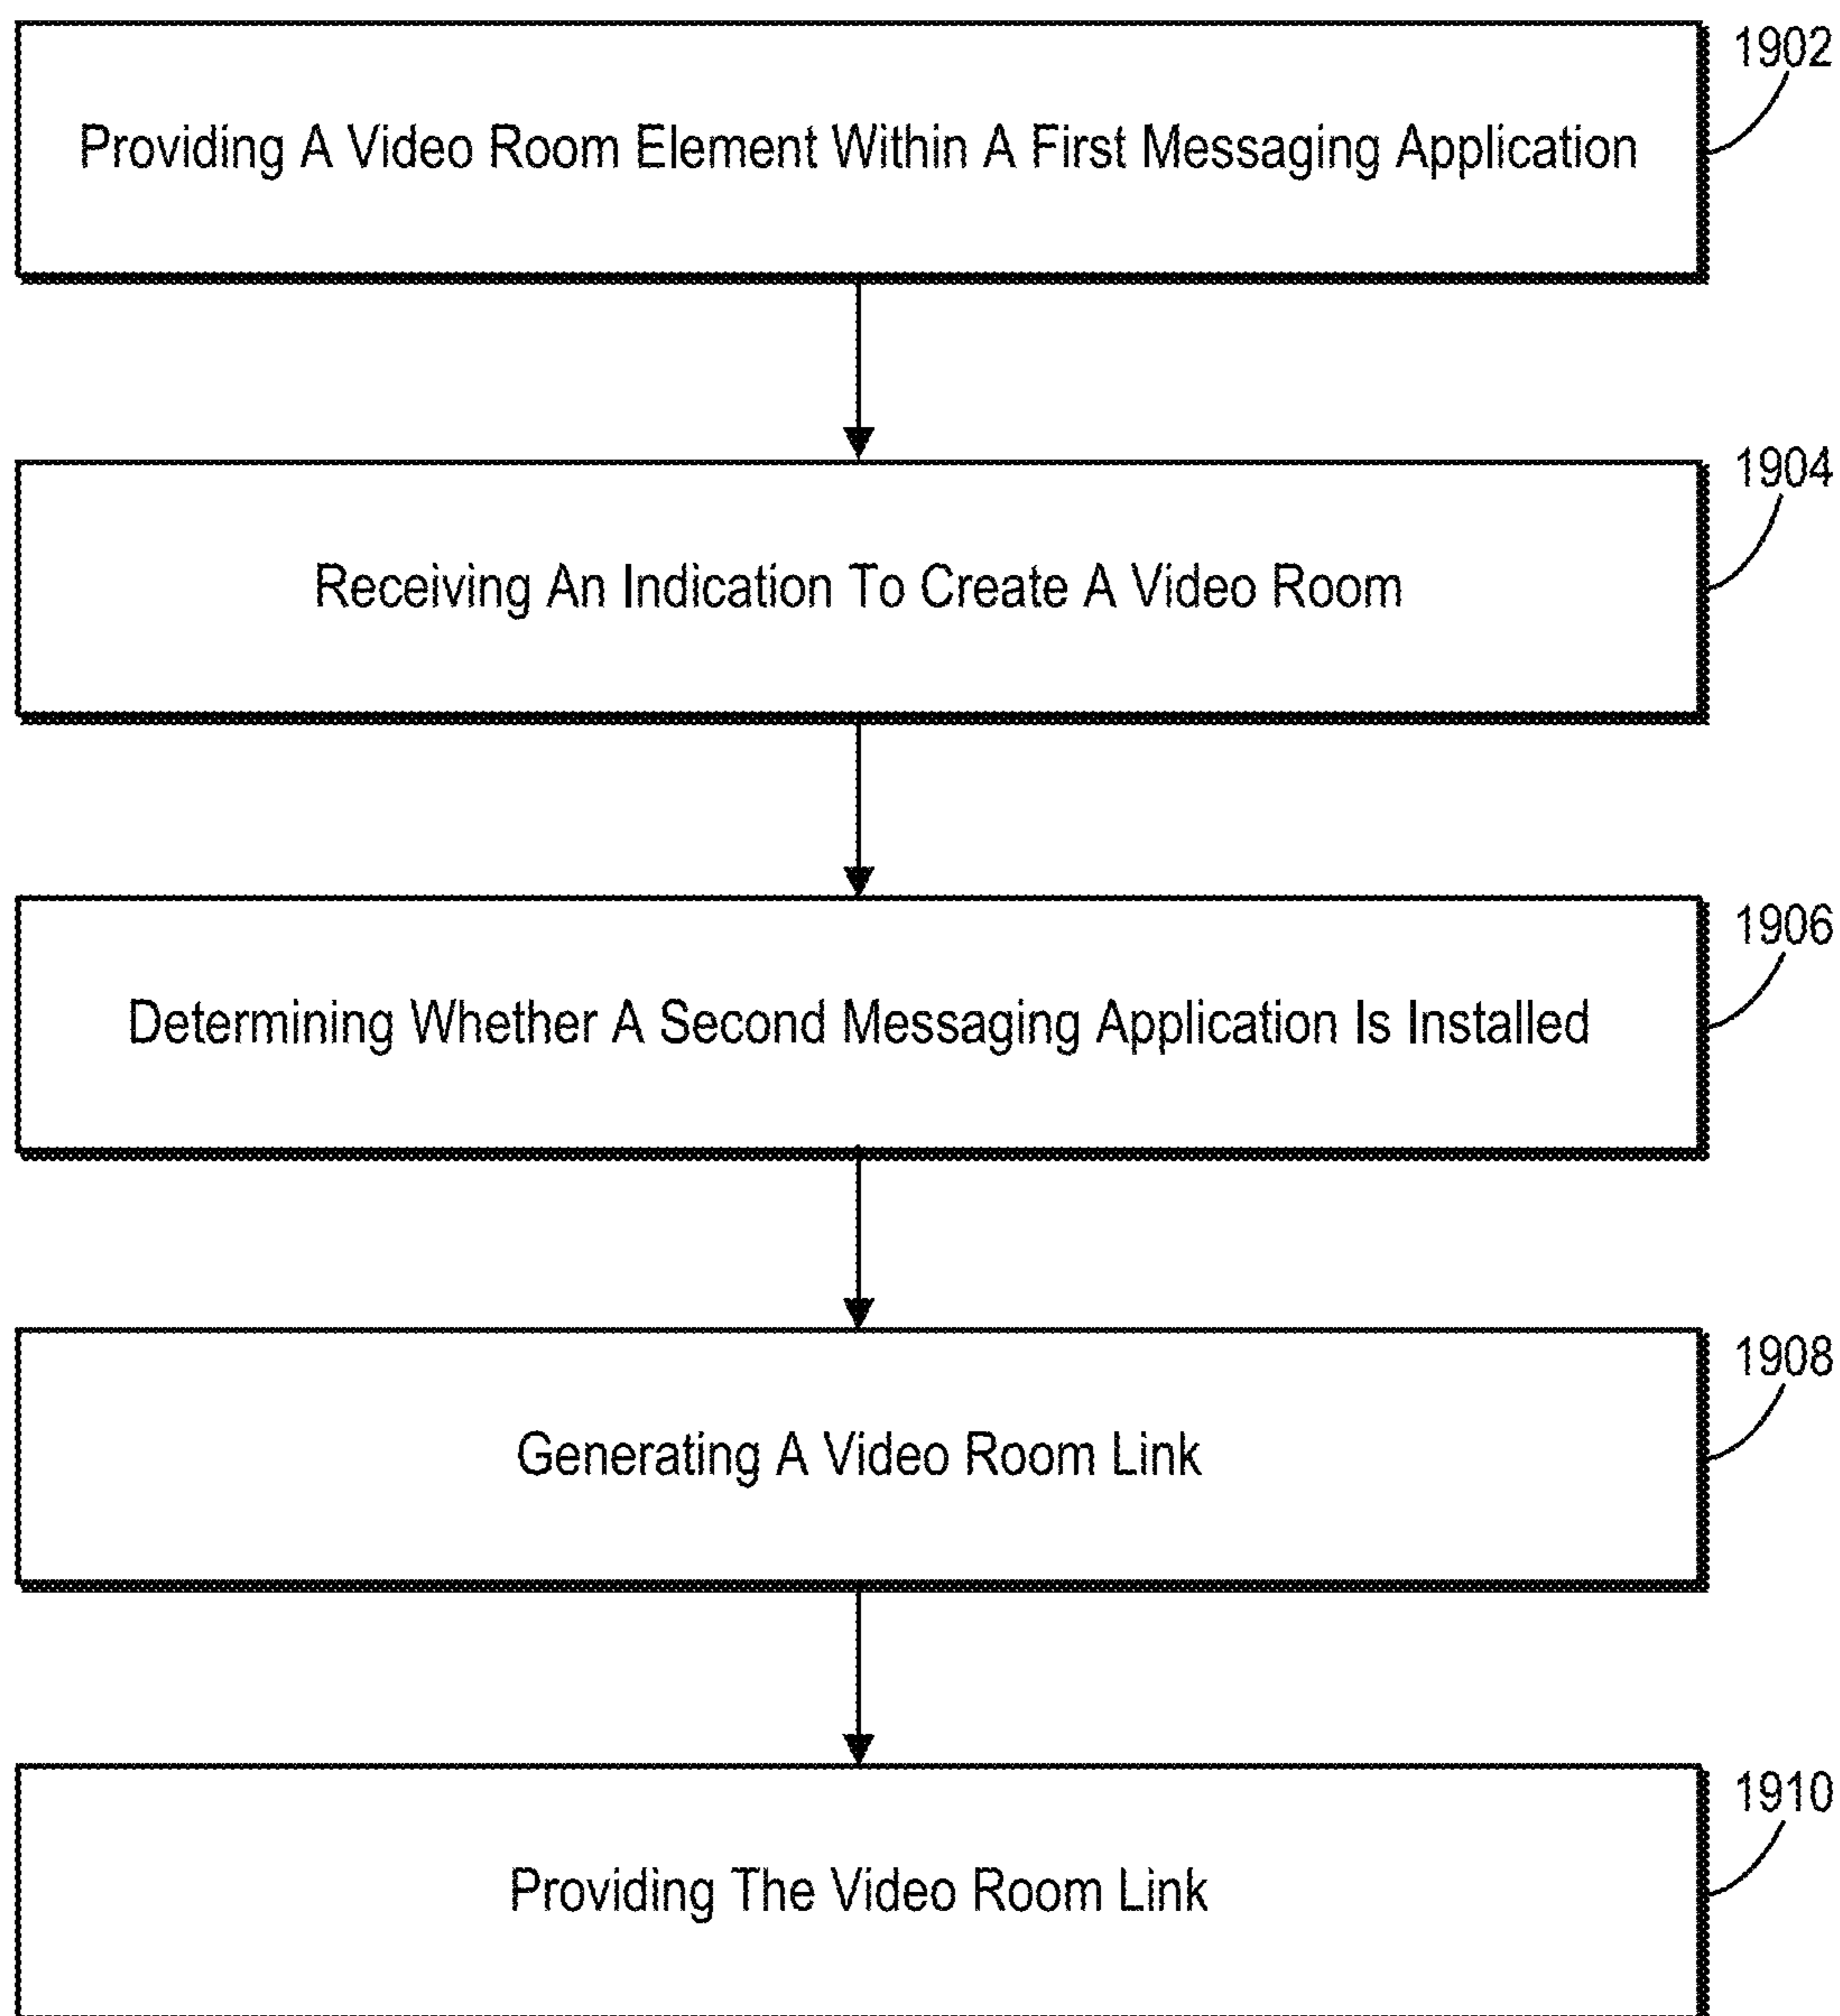 1902
Providing A Video Room Element Within A First Messaging Application
1904
Receiving An Indication To Create A Video Room
1906
Determining Whether A Second Messaging Application Is Installed
1908
Generating A Video Room Link
1910
Providing The Video Room Link